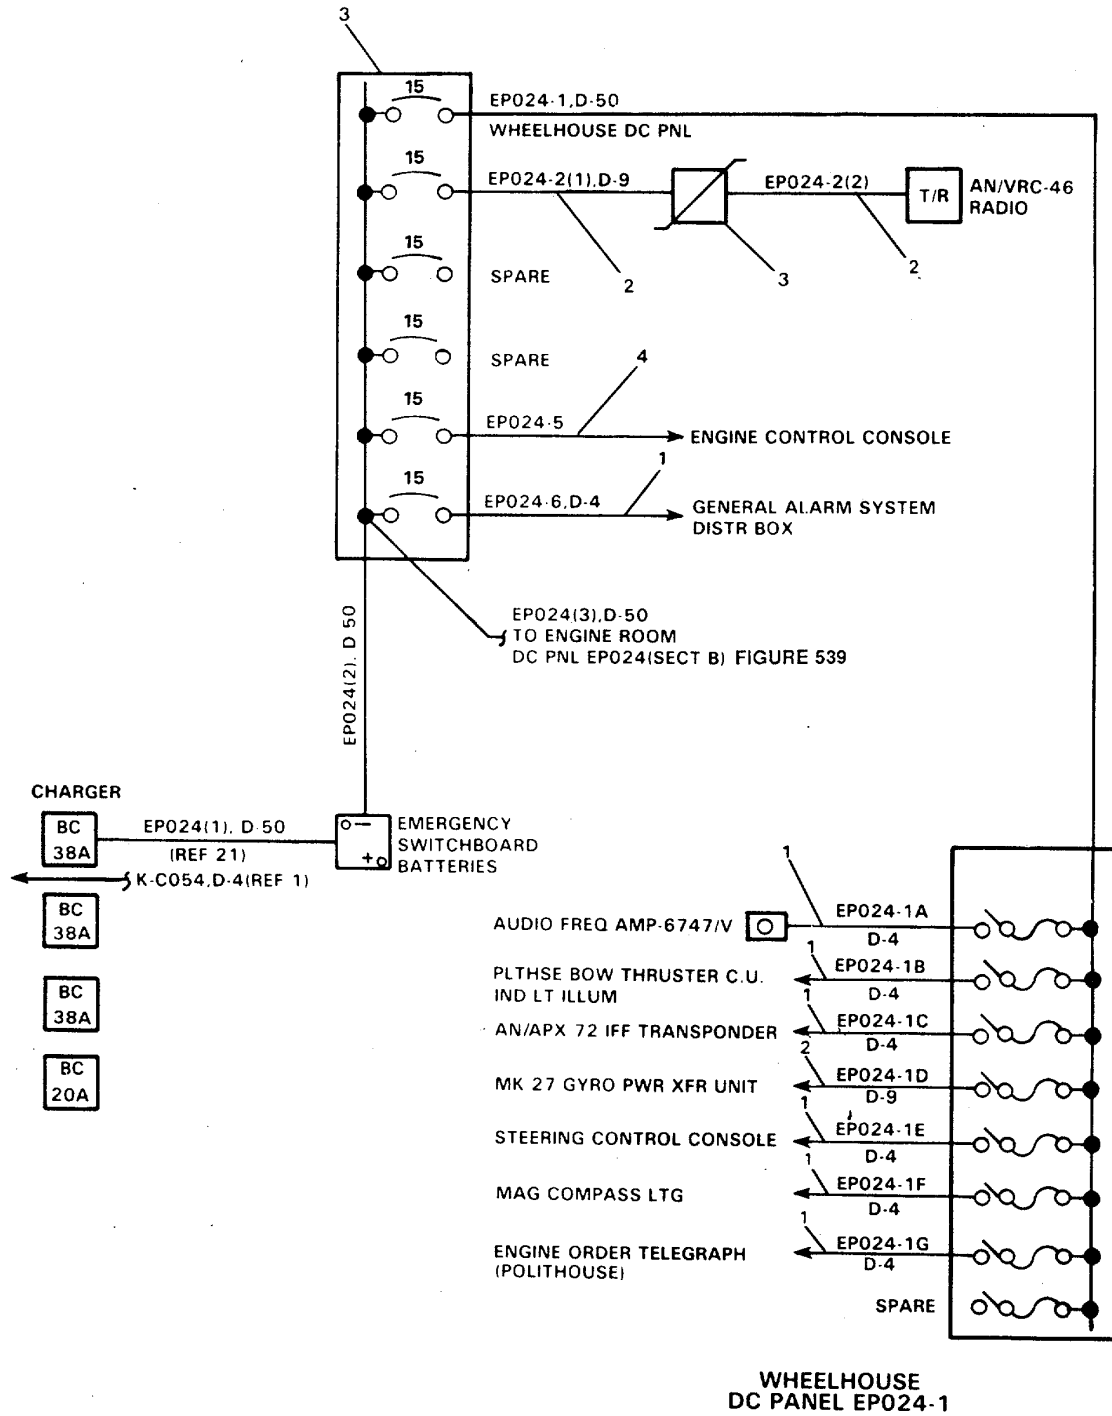 3
15
EP024-1,D-50
WHEELHOUSE DC PNL
15
EP024-2(1),D-9
EP024-2(2)
T/R
AN/VRC-46
RADIO
2
3
2
15
SPARE
15
SPARE
4
15
EP024-5
ENGINE CONTROL CONSOLE
1
15
EP024-6,D-4
GENERAL ALARM SYSTEM
DISTR BOX
EP024(3),D-50
TO ENGINE ROOM
DC PNL EP024(SECT B) FIGURE 539
EP024(2), D 50
CHARGER
BC
38A
EP024(1), D-50
(REF 21)
EMERGENCY
SWITCHBOARD
BATTERIES
K-C054,D-4(REF 1)
BC
38A
BC
38A
BC
20A
1
AUDIO FREQ AMP-6747/V
EP024-1A
D-4
1
PLTHSE BOW THRUSTER C.U.
IND LT ILLUM
EP024-1B
D-4
1
AN/APX 72 IFF TRANSPONDER
EP024-1C
D-4
2
MK 27 GYRO PWR XFR UNIT
EP024-1D
D-9
1
STEERING CONTROL CONSOLE
EP024-1E
D-4
1
MAG COMPASS LTG
EP024-1F
D-4
1
ENGINE ORDER TELEGRAPH
(POLITHOUSE)
EP024-1G
D-4
SPARE
WHEELHOUSE
DC PANEL EP024-1